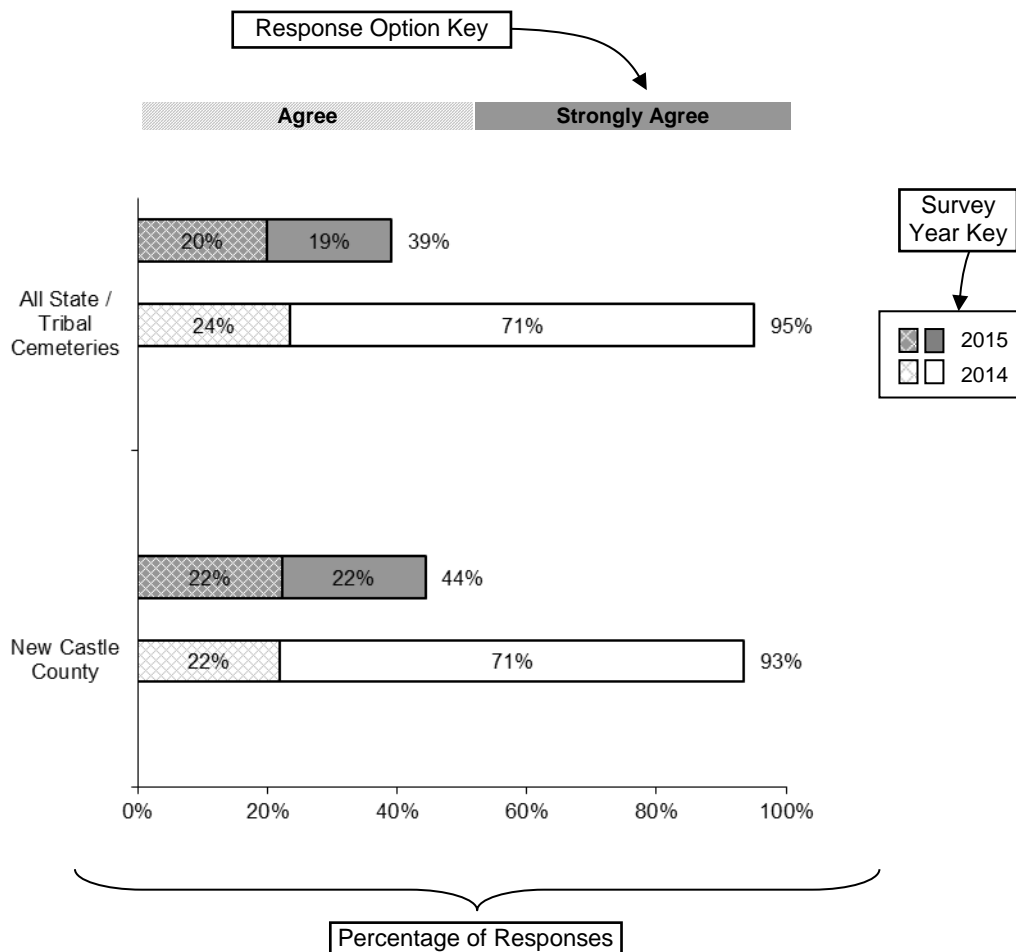 Response Option Key
Agree Strongly Agree
Survey
Year Key
2015
2014
All State /
Tribal
Cemeteries
20% 19% 39%
24% 71% 95%
New Castle
County
22% 22% 44%
22% 71% 93%
0% 20% 40% 60% 80% 100%
Percentage of Responses